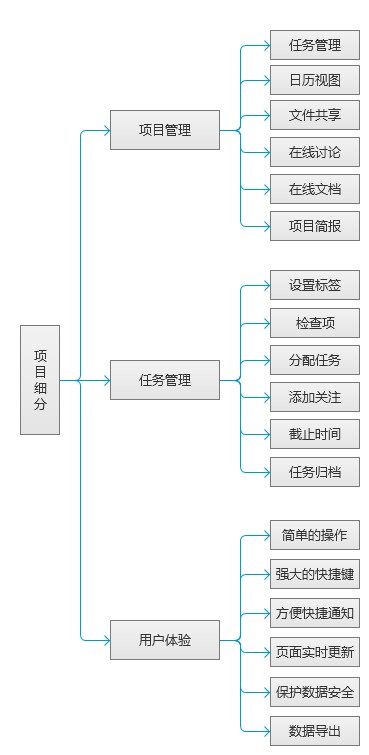 项目细分
项目管理
任务管理
日历视图
文件共享
在线讨论
在线文档
项目简报
任务管理
设置标签
检查项
分配任务
添加关注
截止时间
任务归档
用户体验
简单的操作
强大的快捷键
方便快捷通知
页面实时更新
保护数据安全
数据导出